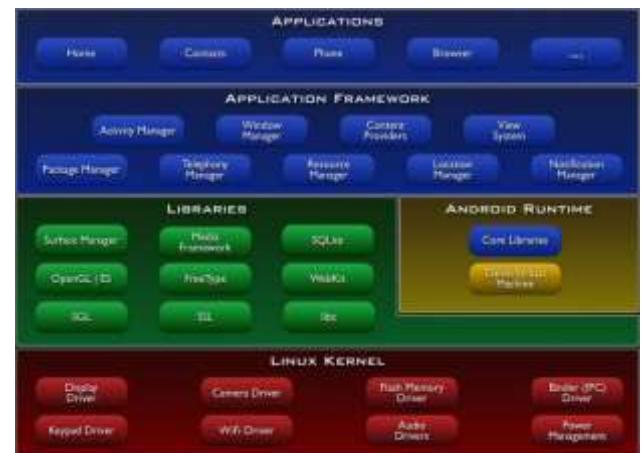 APPLICATIONS
Home
Contacts
Phone
Browser
...
APPLICATION FRAMEWORK
Activity Manager
Window
Manager
Content
Providers
View
System
Package Manager
Telephony
Manager
Resource
Manager
Location
Manager
Notification
Manager
LIBRARIES
Surface Manager
Media
Framework
SQLite
OpenGL | ES
FreeType
WebKit
SGL
SSL
libc
ANDROID RUNTIME
Core Libraries
Machine
LINUX KERNEL
Display
Driver
Camera Driver
Flash Memory
Driver
Binder (IPC)
Driver
Keypad Driver
WiFi Driver
Audio
Drivers
Power
Management